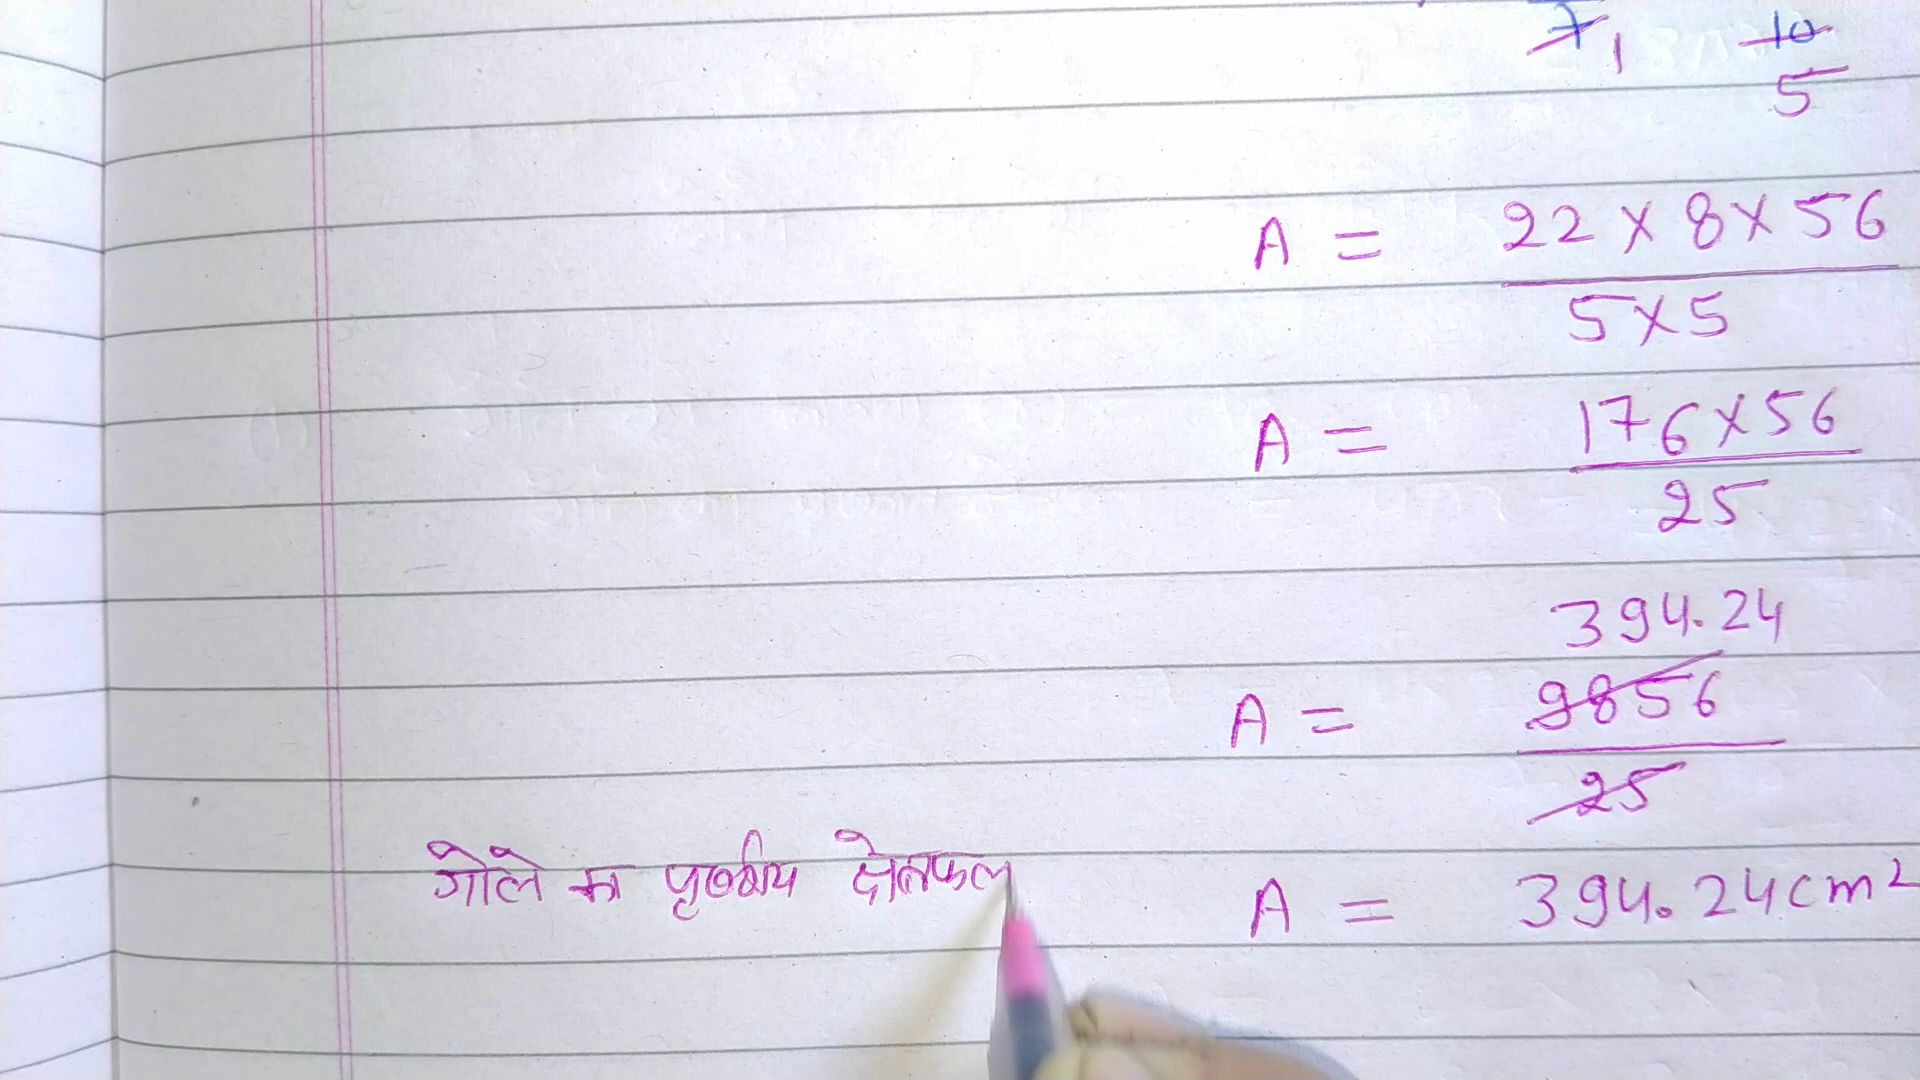 7 1 10
5
A = 22 × 8 × 56
5 × 5
A = 176 × 56
25
394.24
A = 9856
25
गोले का पृष्ठीय क्षेत्रफल A = 394.24 cm²